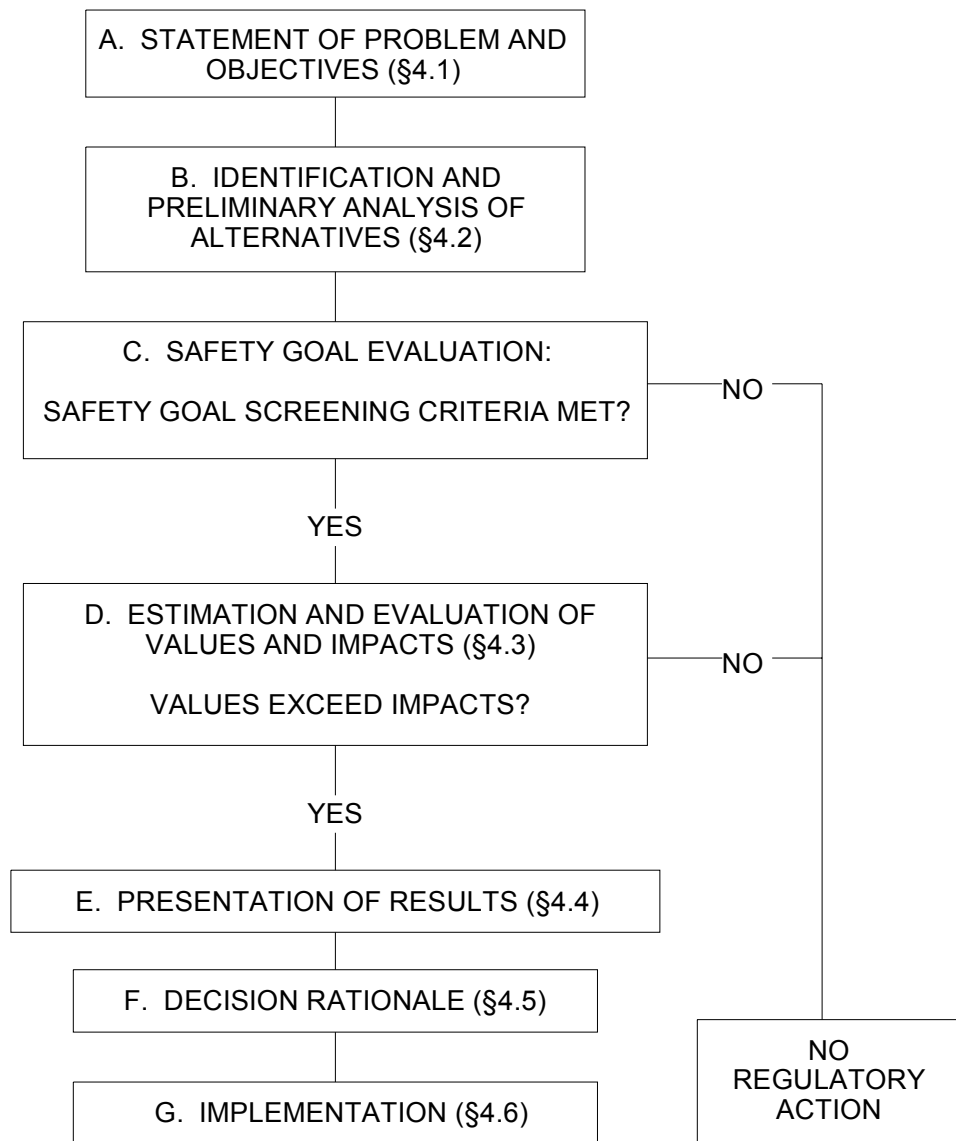 A. STATEMENT OF PROBLEM AND
OBJECTIVES (§4.1)
B. IDENTIFICATION AND
PRELIMINARY ANALYSIS OF
ALTERNATIVES (§4.2)
C. SAFETY GOAL EVALUATION:
SAFETY GOAL SCREENING CRITERIA MET?
NO
YES
D. ESTIMATION AND EVALUATION OF
VALUES AND IMPACTS (§4.3)
VALUES EXCEED IMPACTS?
NO
YES
E. PRESENTATION OF RESULTS (§4.4)
F. DECISION RATIONALE (§4.5)
G. IMPLEMENTATION (§4.6)
NO
REGULATORY
ACTION